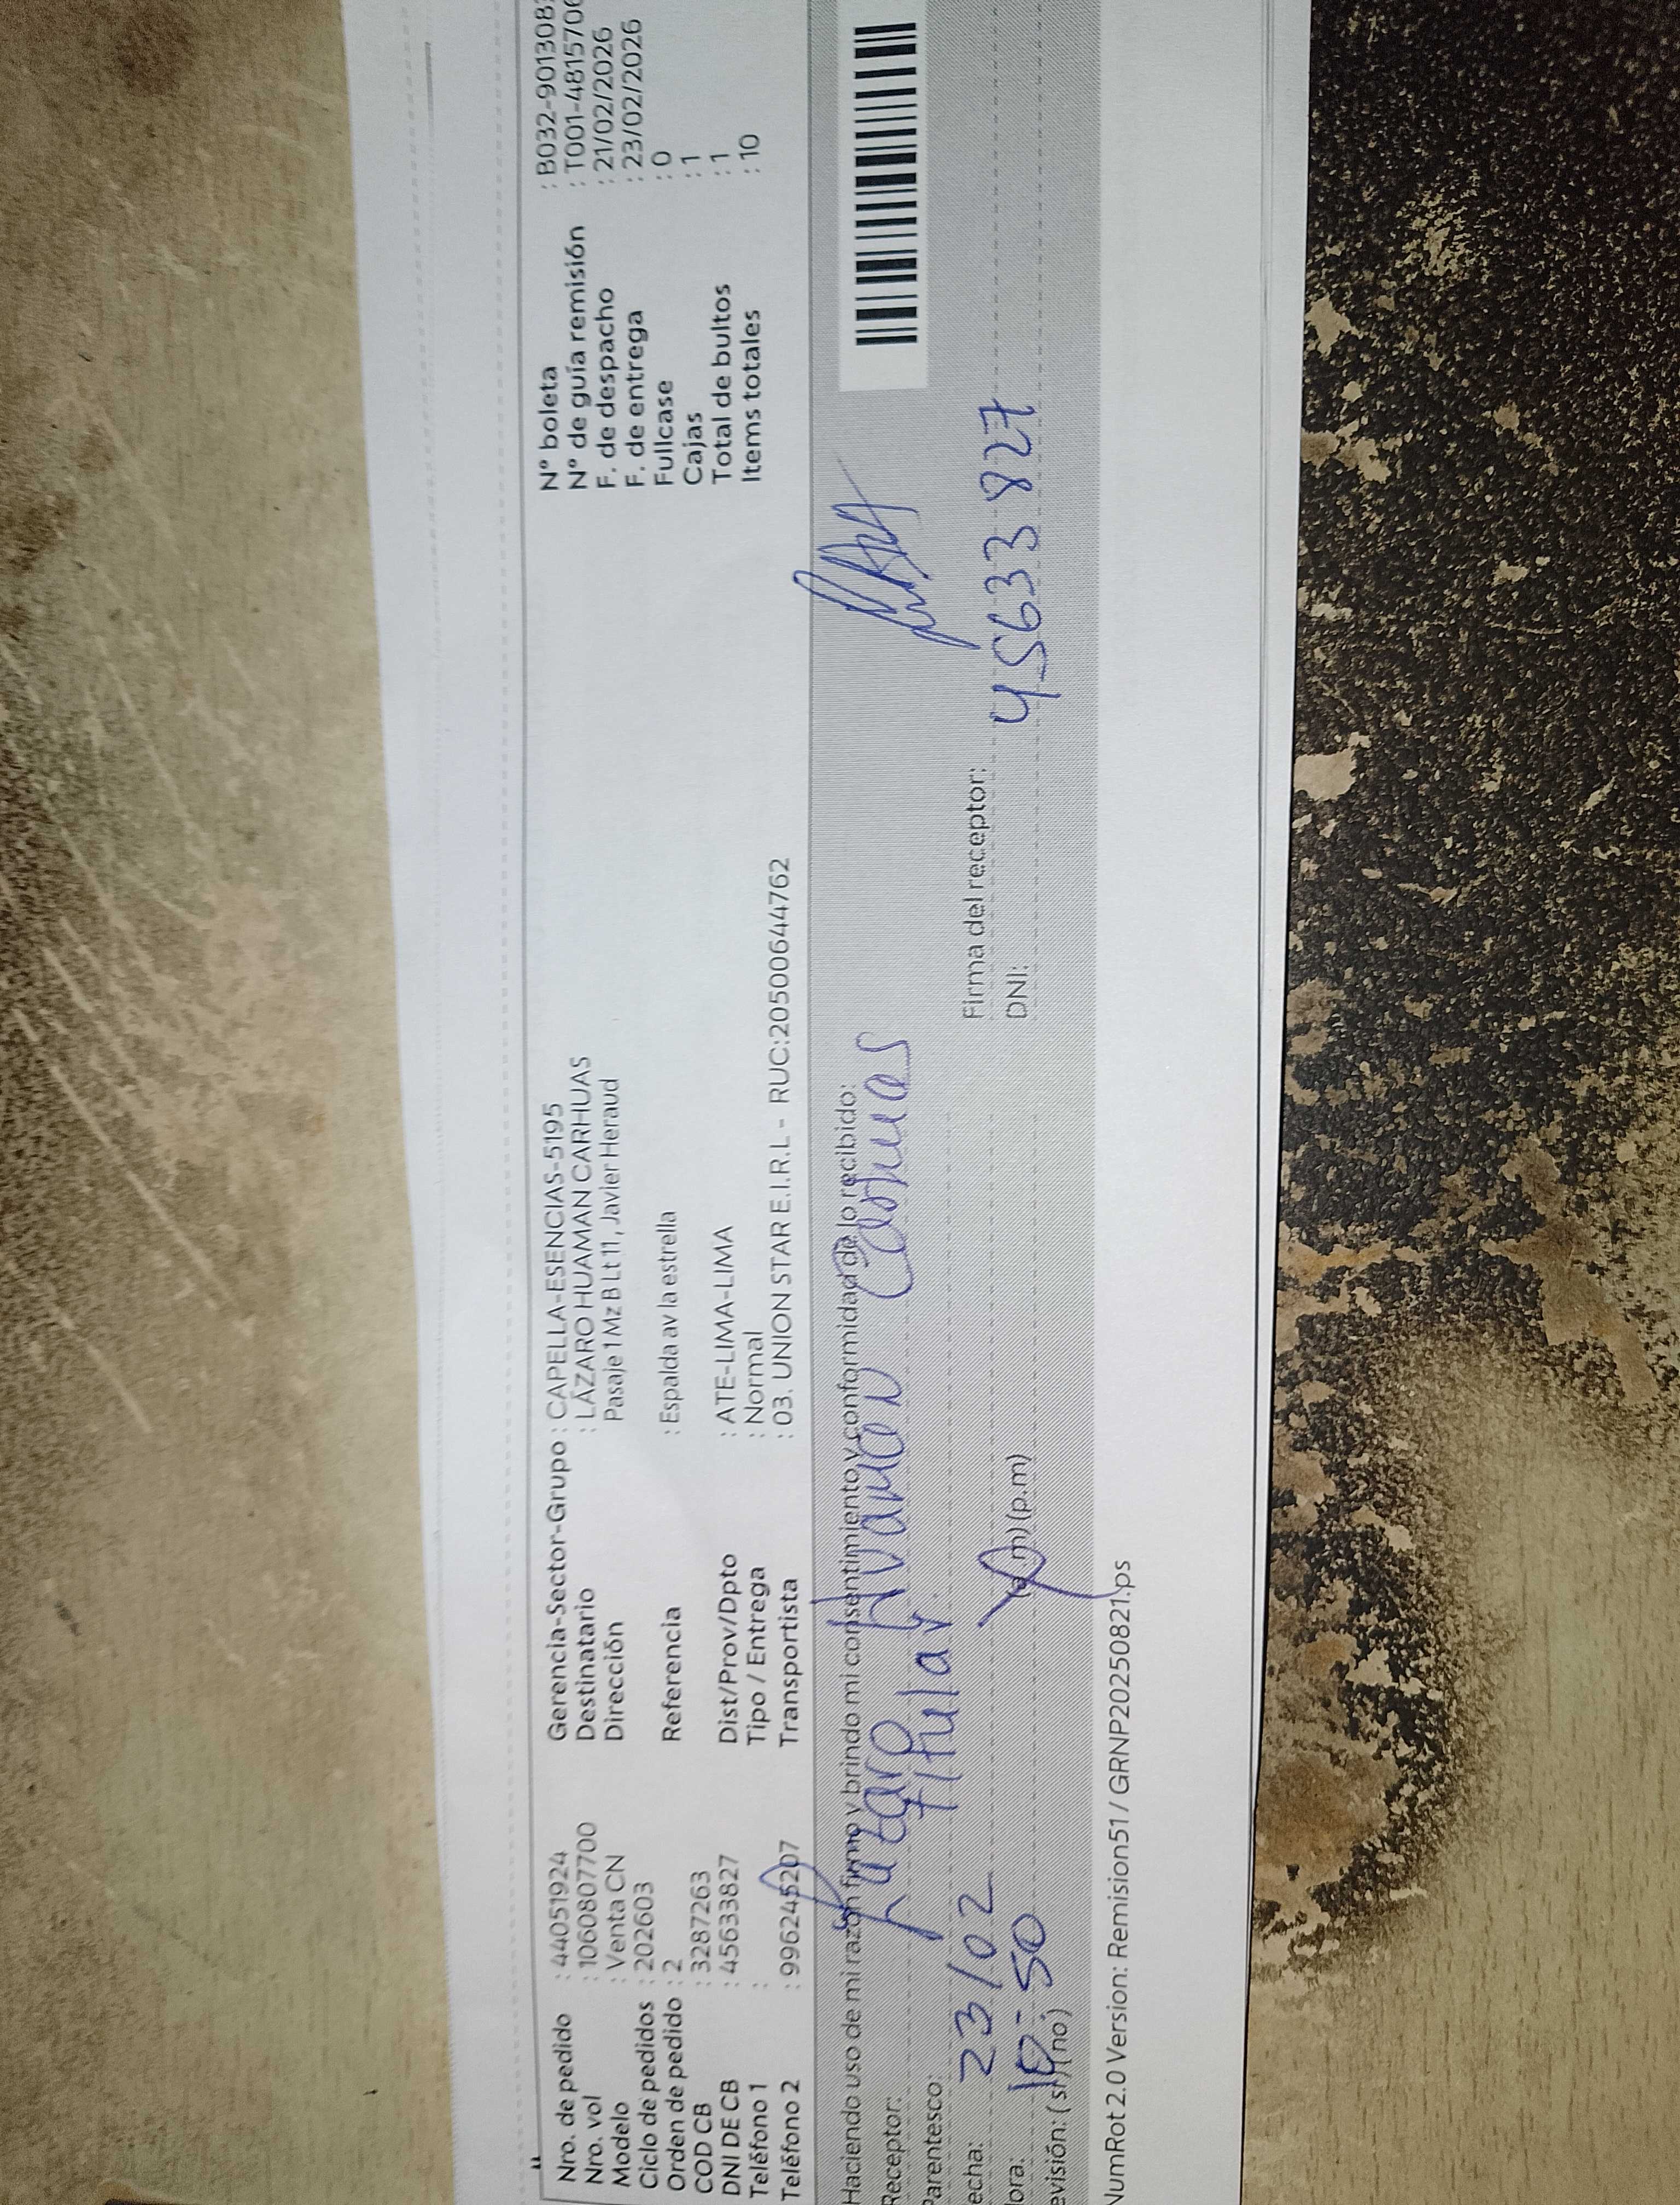 Nro. de pedido : 44051924
Nro. vol : 1060807700
Modelo : Venta CN
Ciclo de pedidos : 202603
Orden de pedido : 2
COD CB : 3287263
DNI DE CB : 45633827
Teléfono 1 :
Teléfono 2 : 996245207
Gerencia-Sector-Grupo : CAPELLA-ESENCIAS-5195
Destinatario : LÁZARO HUAMAN CARHUAS
Dirección Pasaje 1 Mz B Lt 11, Javier Heraud
Referencia : Espalda av la estrella
Dist/Prov/Dpto : ATE-LIMA-LIMA
Tipo / Entrega : Normal
Transportista : 03. UNION STAR E.I.R.L - RUC:20500644762
N° boleta : B032-901308
N° de guía remisión : T001-4815700
F. de despacho : 21/02/2026
F. de entrega : 23/02/2026
Fullcase : 0
Cajas : 1
Total de bultos : 1
Items totales : 10
Haciendo uso de mi razón firmo y brindo mi consentimiento y conformidad de lo recibido:
Receptor: Lazaro Huaman Carhuas
Parentesco: Titular
echa: 23/02
Firma del receptor:
ora: 10-50 (a.m) (p.m)
DNI: 45633827
evisión: (si) (no)
NumRot 2.0 Version: Remision51 / GRNP20250821.ps